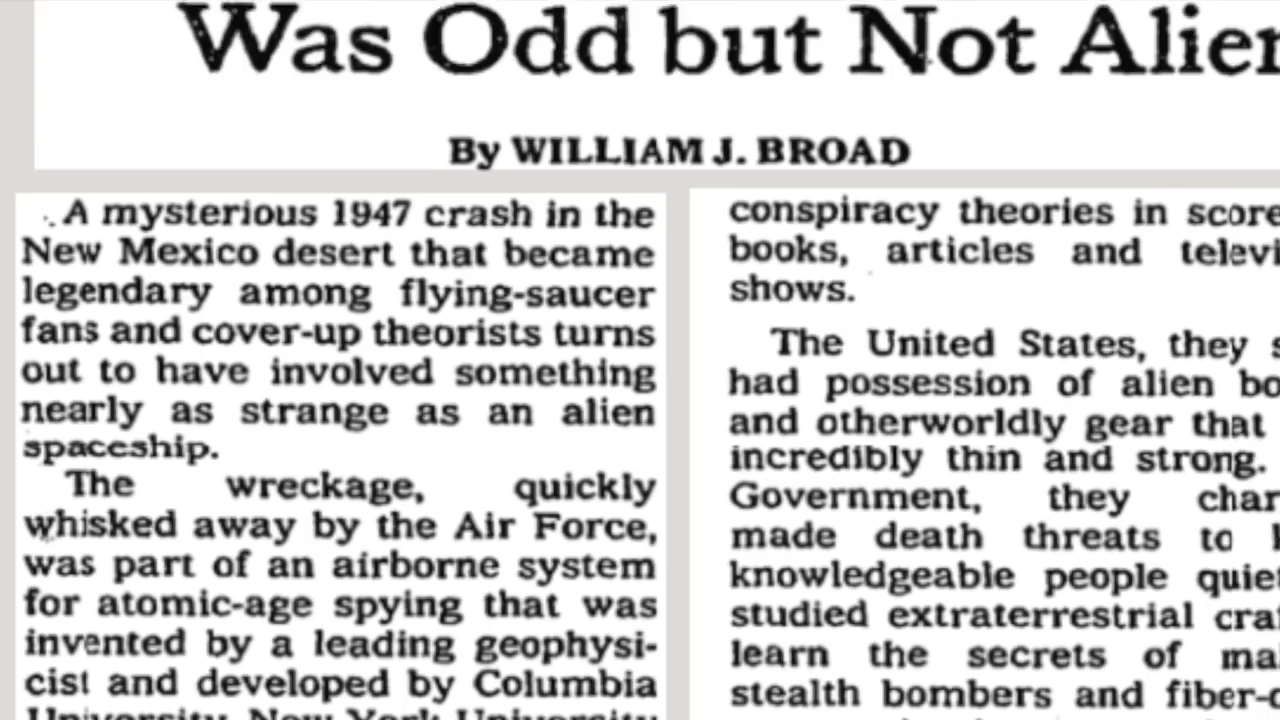 Was Odd but Not Alien
By WILLIAM J. BROAD
A mysterious 1947 crash in the
New Mexico desert that became
legendary among flying-saucer
fans and cover-up theorists turns
out to have involved something
nearly as strange as an alien
spaceship.
The wreckage, quickly
whisked away by the Air Force,
was part of an airborne system
for atomic-age spying that was
invented by a leading geophysi-
cist and developed by Columbia
University, New York University
conspiracy theories in score
books, articles and televi
shows.
The United States, they s
had possession of alien bo
and otherworldly gear that
incredibly thin and strong.
Government, they char
made death threats to k
knowledgeable people quiet
studied extraterrestrial craf
learn the secrets of ma
stealth bombers and fiber-o